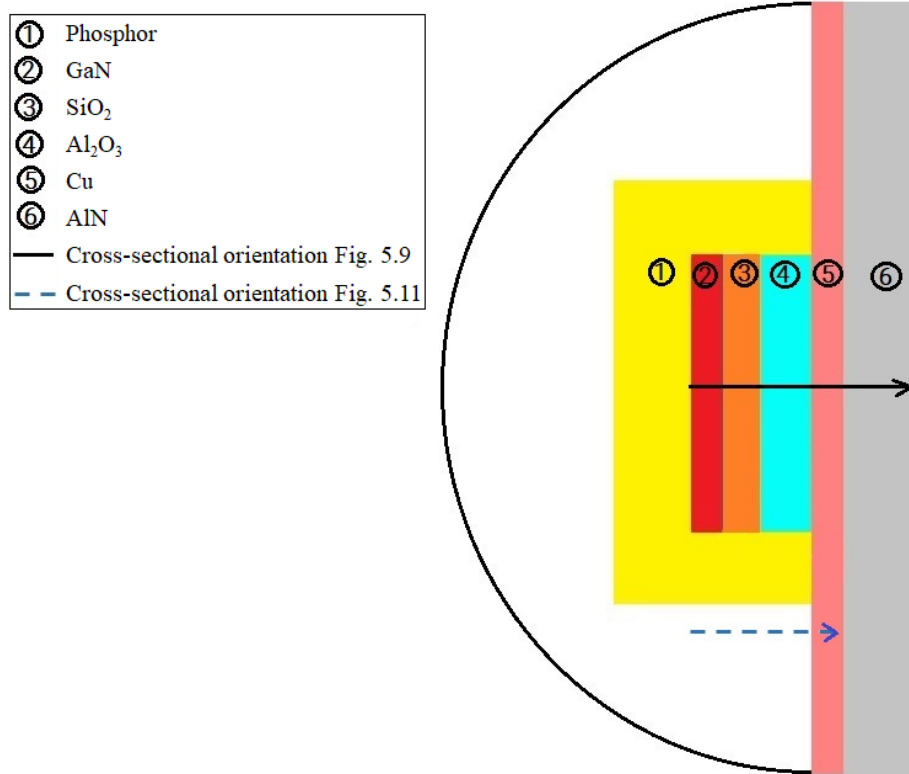 ① Phosphor
② GaN
③ SiO₂
④ Al₂O₃
⑤ Cu
⑥ AlN
Cross-sectional orientation Fig. 5.9
Cross-sectional orientation Fig. 5.11
① ② ③ ④ ⑤ ⑥